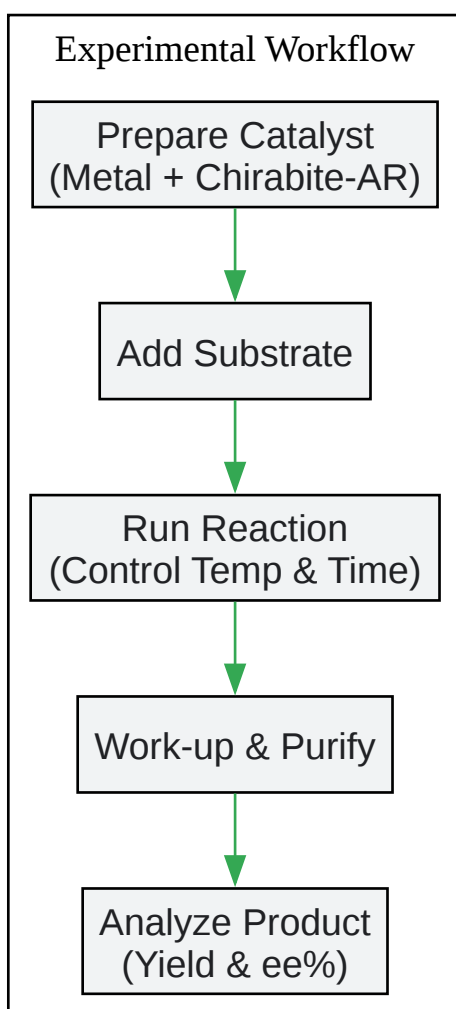 Experimental Workflow
Prepare Catalyst
(Metal + Chirabite-AR)
Add Substrate
Run Reaction
(Control Temp & Time)
Work-up & Purify
Analyze Product
(Yield & ee%)